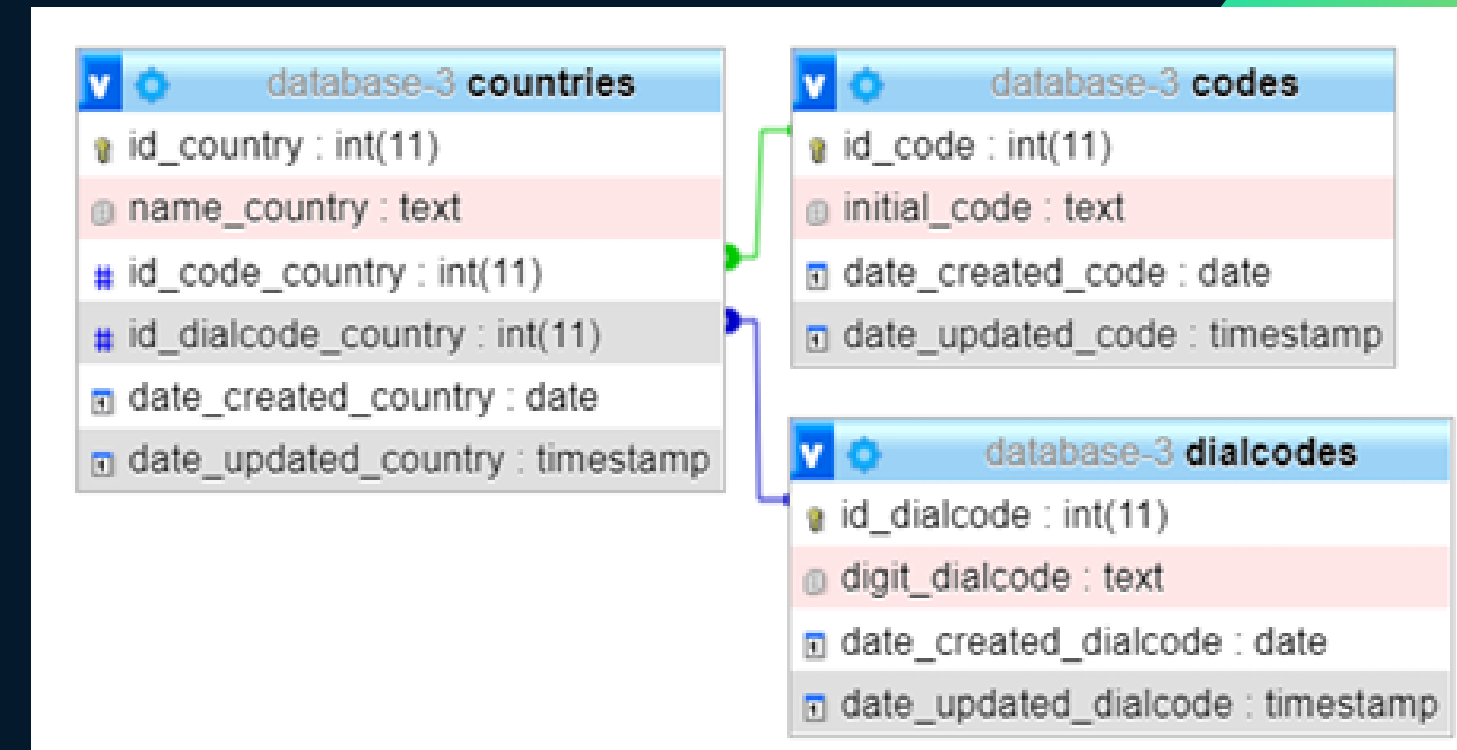 database-3 countries
id_country : int(11)
name_country : text
id_code_country : int(11)
id_dialcode_country : int(11)
date_created_country : date
date_updated_country : timestamp
database-3 codes
id_code : int(11)
initial_code : text
date_created_code : date
date_updated_code : timestamp
database-3 dialcodes
id_dialcode : int(11)
digit_dialcode : text
date_created_dialcode : date
date_updated_dialcode : timestamp